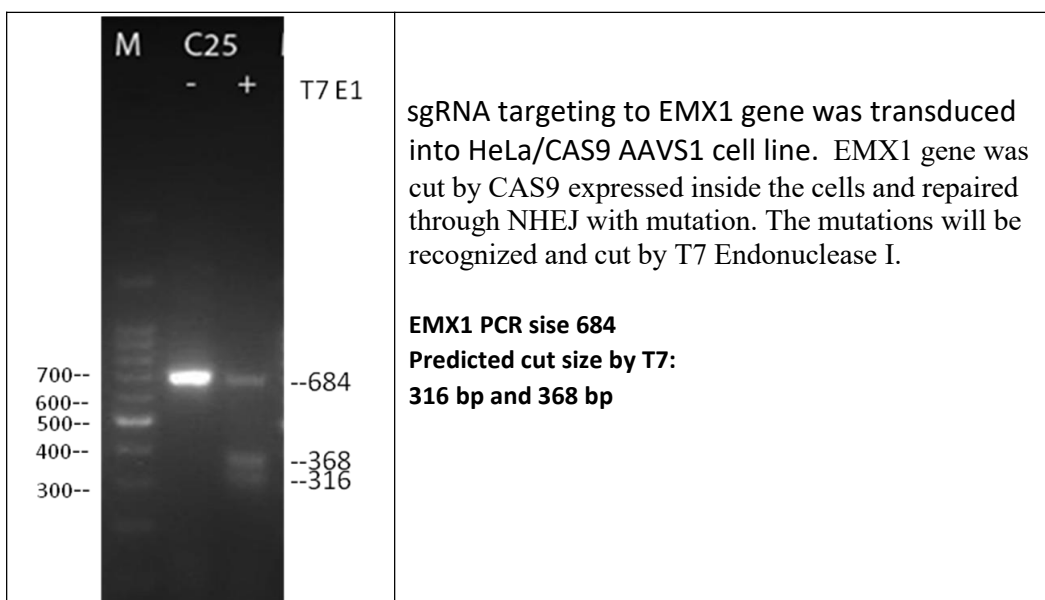 M C25
- + T7 E1
700--
600--
500--
400--
300--
--684
--368
--316
sgRNA targeting to EMX1 gene was transduced
into HeLa/CAS9 AAVS1 cell line. EMX1 gene was
cut by CAS9 expressed inside the cells and repaired
through NHEJ with mutation. The mutations will be
recognized and cut by T7 Endonuclease I.
EMX1 PCR sise 684
Predicted cut size by T7:
316 bp and 368 bp